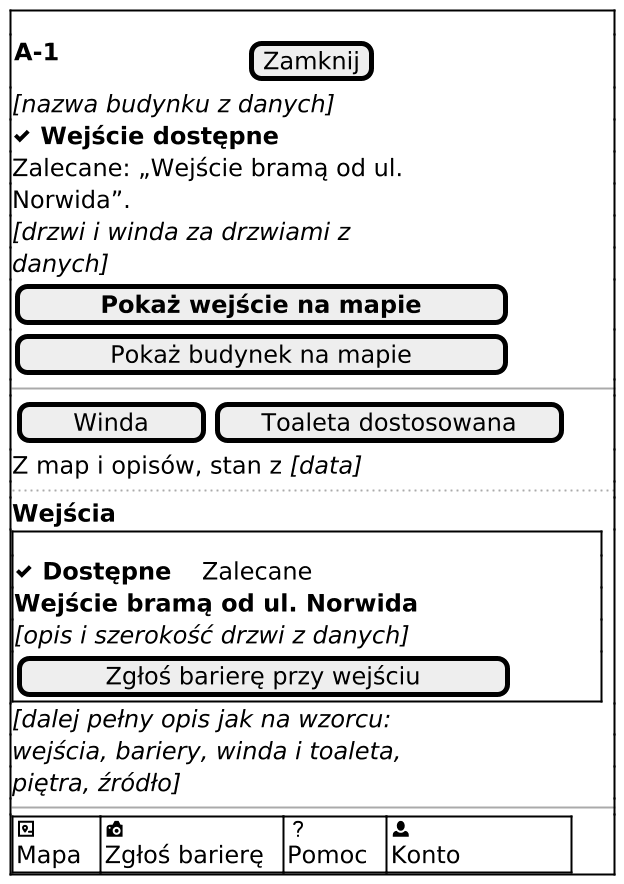 A-1
Zamknij
[nazwa budynku z danych]
✓ Wejście dostępne
Zalecane: „Wejście bramą od ul.
Norwida”.
[drzwi i winda za drzwiami z
danych]
Pokaż wejście na mapie
Pokaż budynek na mapie
Winda
Toaleta dostosowana
Z map i opisów, stan z [data]
Wejścia
✓ Dostępne Zalecane
Wejście bramą od ul. Norwida
[opis i szerokość drzwi z danych]
Zgłoś barierę przy wejściu
[dalej pełny opis jak na wzorcu:
wejścia, bariery, winda i toaleta,
piętra, źródło]
Mapa
Zgłoś barierę
?
Pomoc
Konto